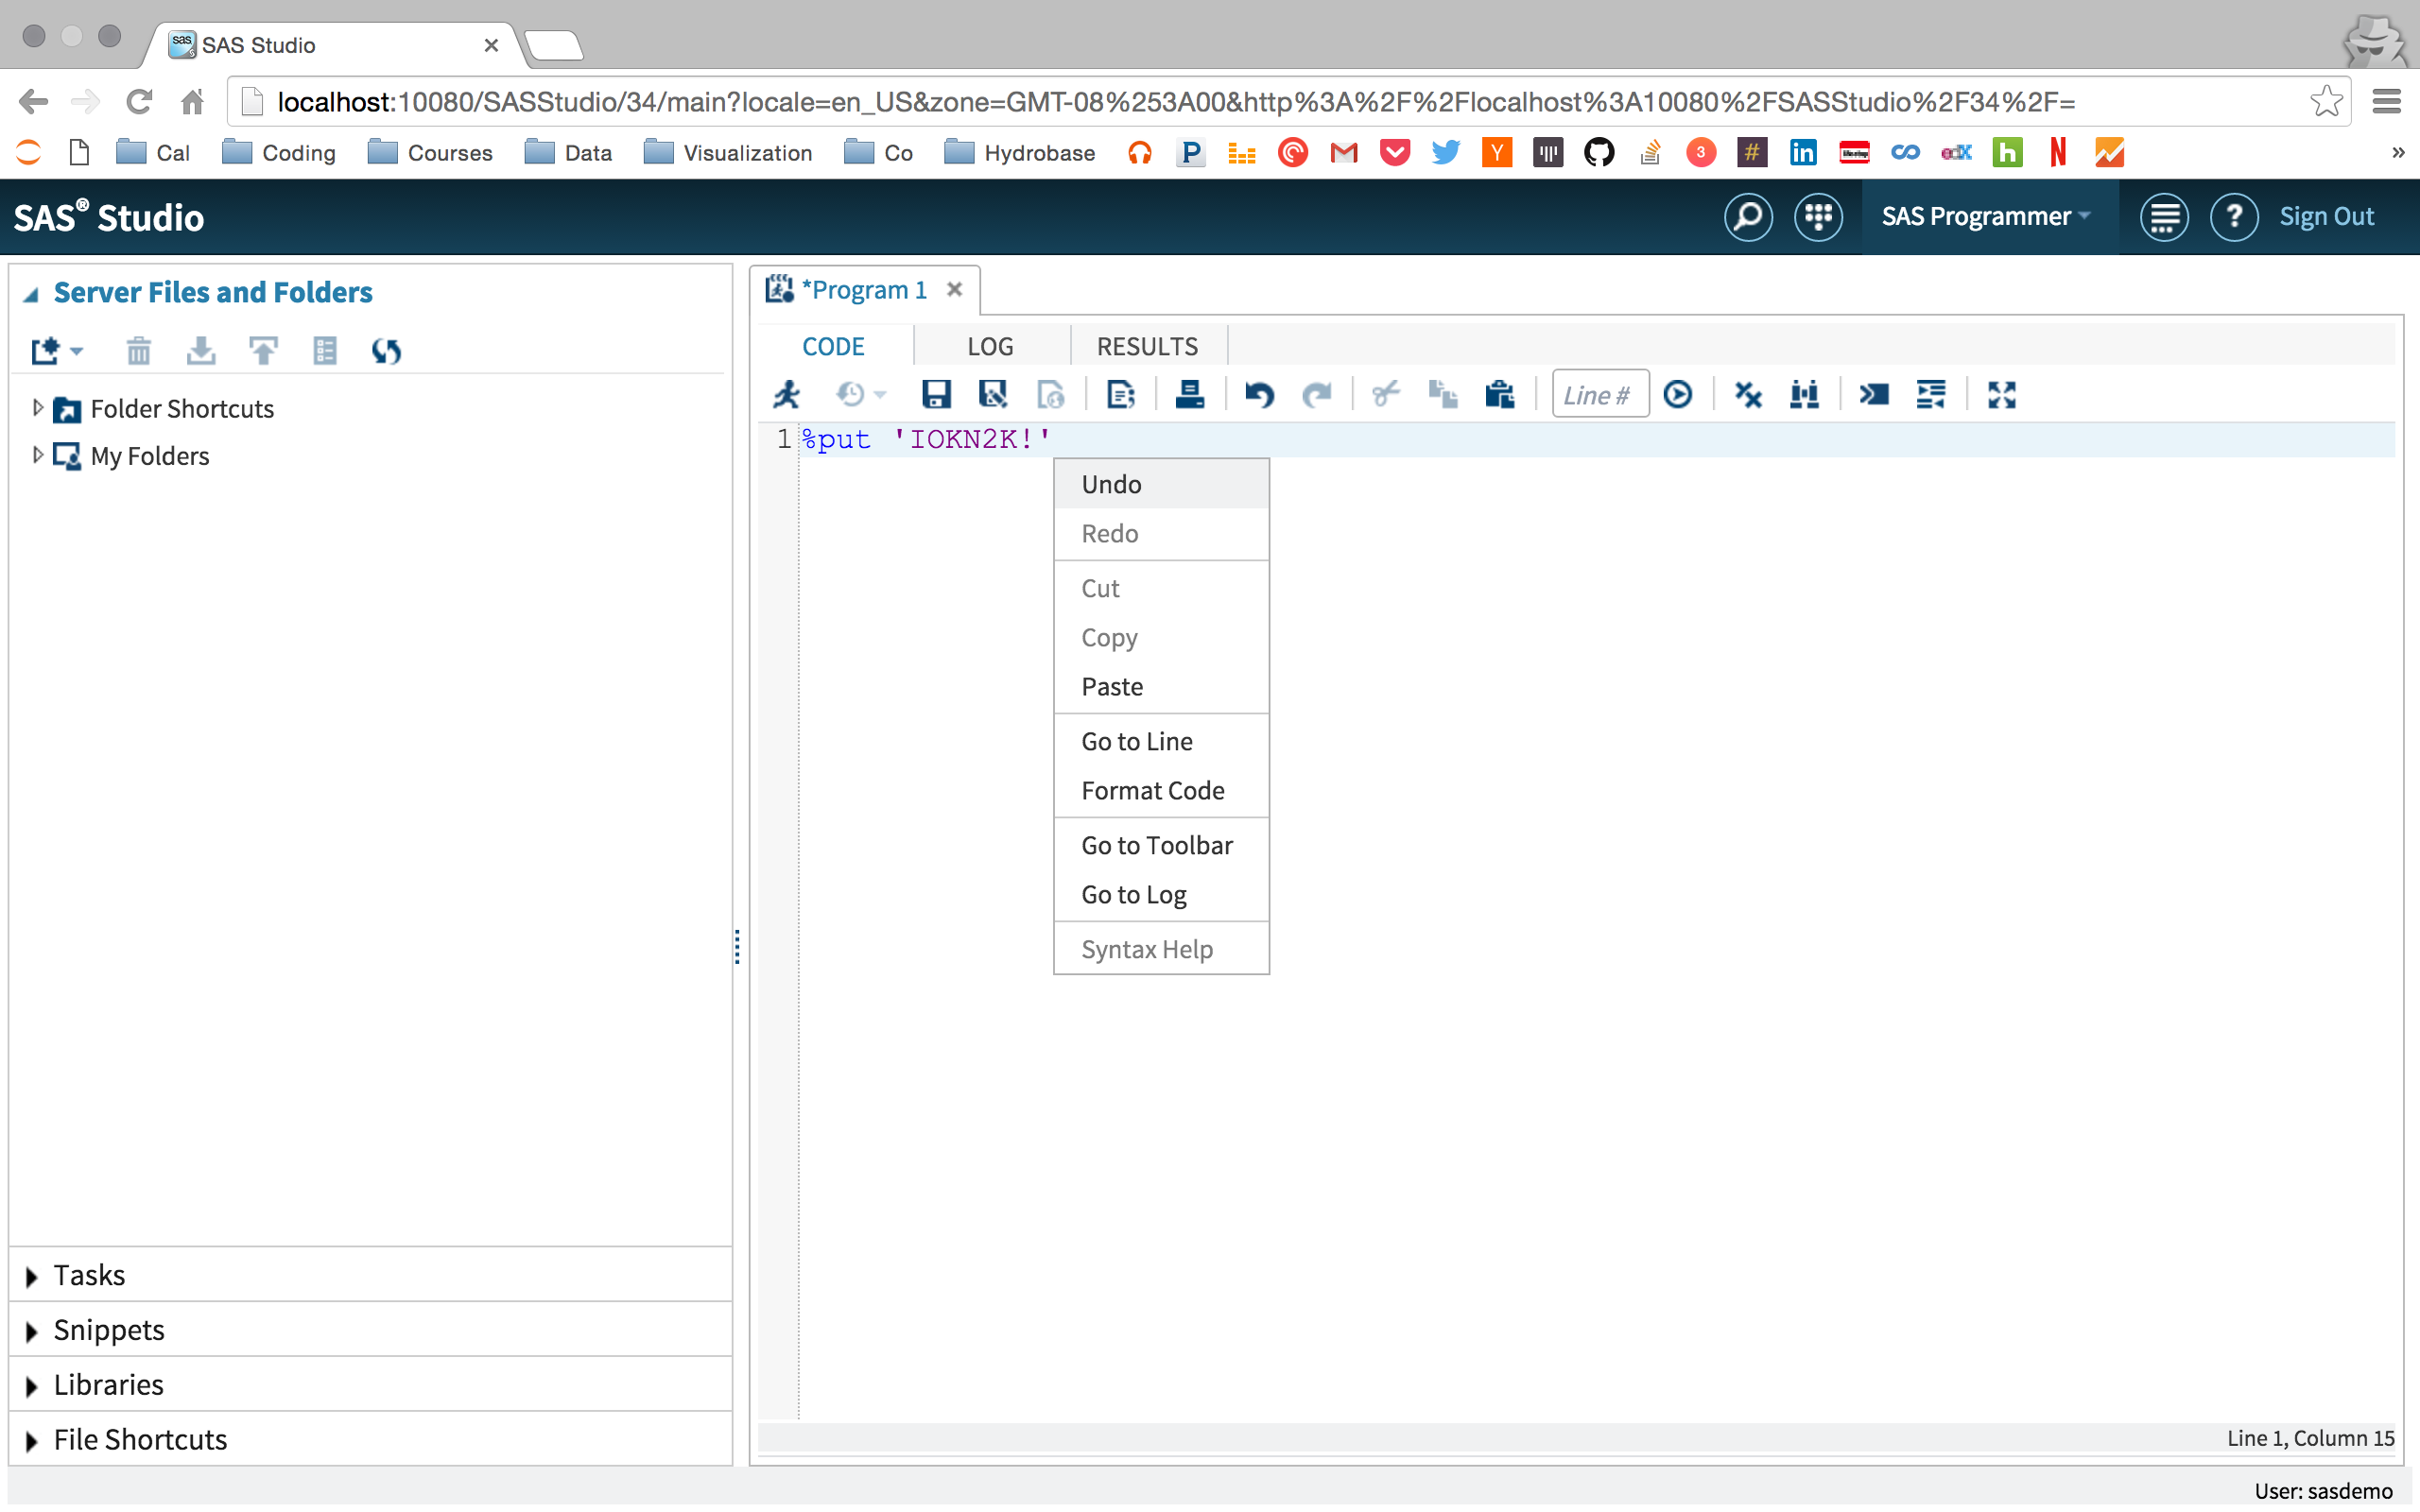 SAS Studio
localhost:10080/SASStudio/34/main?locale=en_US&zone=GMT-08%253A00&http%3A%2F%2Flocalhost%3A10080%2FSASStudio%2F34%2F=
Cal Coding Courses Data Visualization Co Hydrobase P Y 3 # in edX h N »
SAS® Studio SAS Programmer ? Sign Out
Server Files and Folders
Folder Shortcuts
My Folders
Tasks
Snippets
Libraries
File Shortcuts
*Program 1
CODE LOG RESULTS
Line #
1 %put 'IOKN2K!'
Undo
Redo
Cut
Copy
Paste
Go to Line
Format Code
Go to Toolbar
Go to Log
Syntax Help
Line 1, Column 15
User: sasdemo